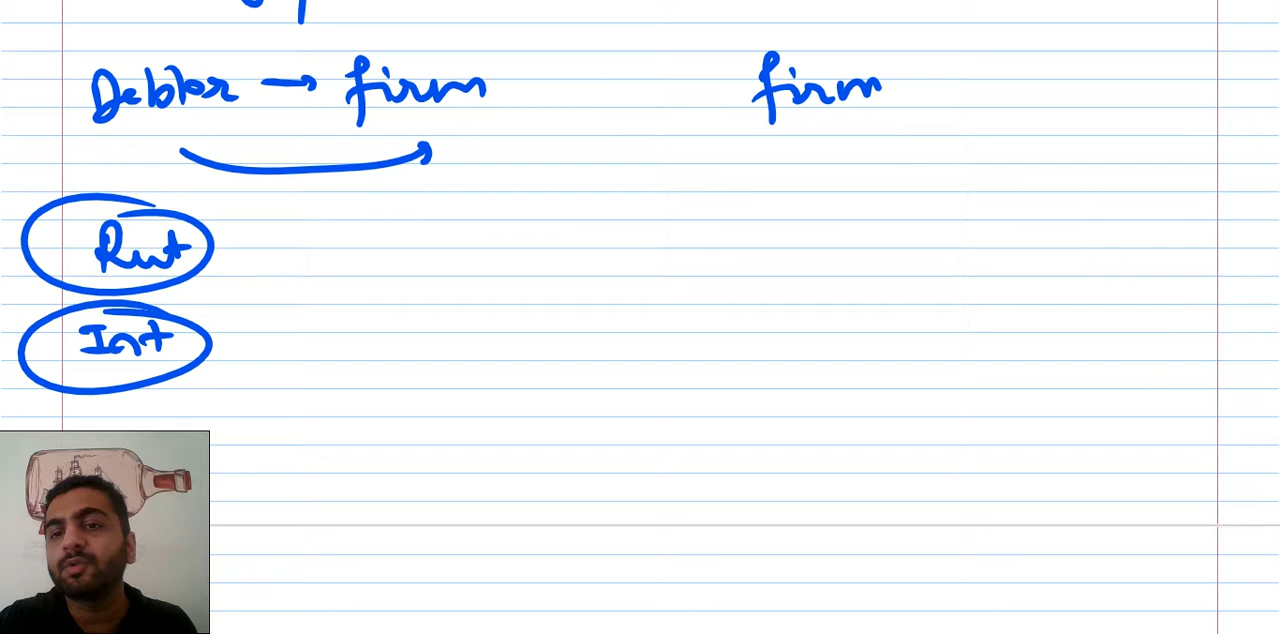 Debtor → firm firm
Rent
Int